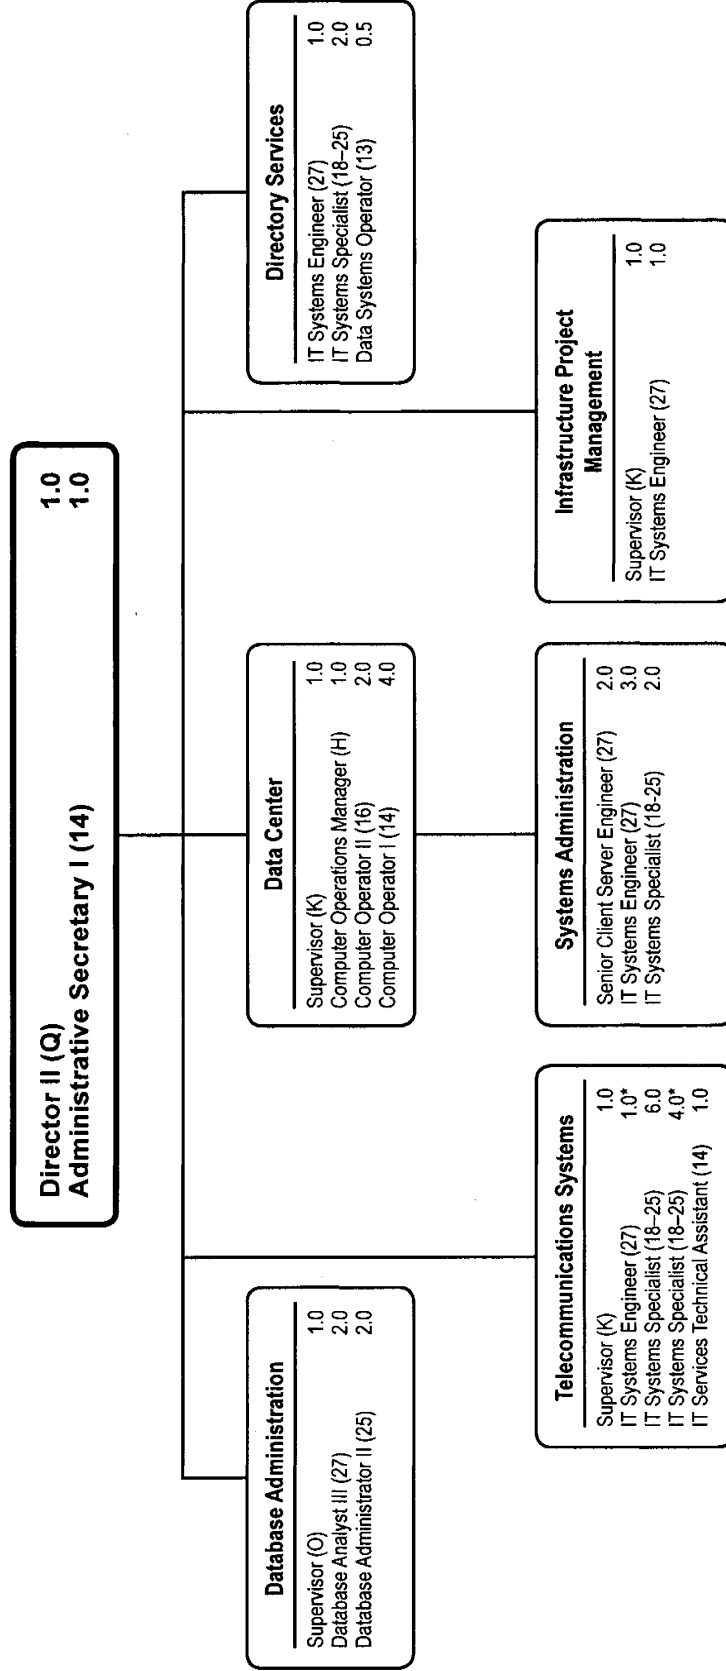 Director II (Q) 1.0
Administrative Secretary I (14) 1.0
Database Administration
Supervisor (O) 1.0
Database Analyst III (27) 2.0
Database Administrator II (25) 2.0
Data Center
Supervisor (K) 1.0
Computer Operations Manager (H) 1.0
Computer Operator II (16) 2.0
Computer Operator I (14) 4.0
Directory Services
IT Systems Engineer (27) 1.0
IT Systems Specialist (18–25) 2.0
Data Systems Operator (13) 0.5
Telecommunications Systems
Supervisor (K) 1.0
IT Systems Engineer (27) 1.0*
IT Systems Specialist (18–25) 6.0
IT Systems Specialist (18–25) 4.0*
IT Services Technical Assistant (14) 1.0
Systems Administration
Senior Client Server Engineer (27) 2.0
IT Systems Engineer (27) 3.0
IT Systems Specialist (18-25) 2.0
Infrastructure Project
Management
Supervisor (K) 1.0
IT Systems Engineer (27) 1.0